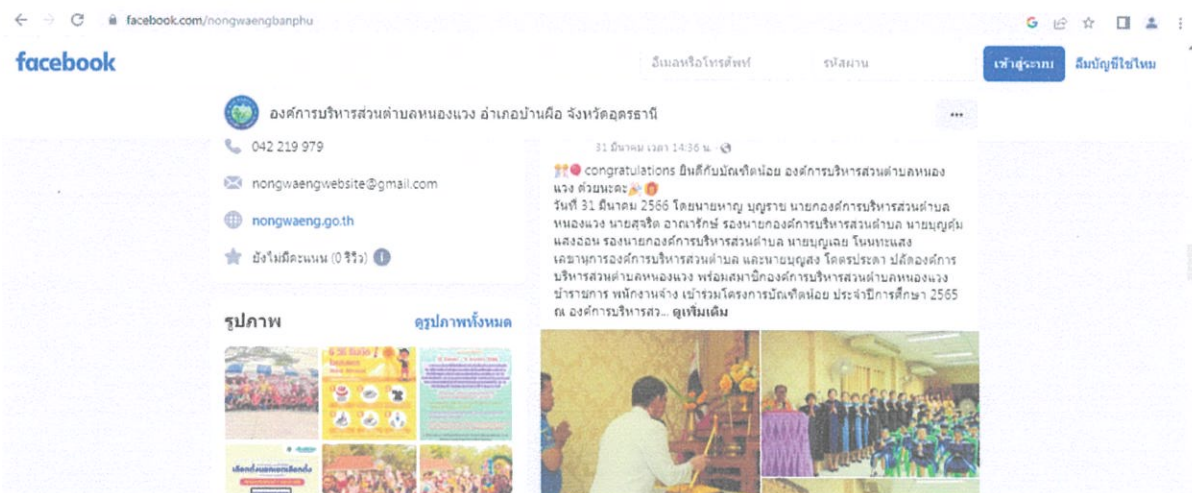 facebook.com/nongwaengbanphu
facebook
อีเมลหรือโทรศัพท์
รหัสผ่าน
เข้าสู่ระบบ
ลืมบัญชีใช่ไหม
องค์การบริหารส่วนตำบลหนองแวง อำเภอบ้านผือ จังหวัดอุดรธานี
042 219 979
nongwaengwebsite@gmail.com
nongwaeng.go.th
ยังไม่มีคะแนน (0 รีวิว)
รูปภาพ
ดูรูปภาพทั้งหมด
31 มีนาคม เวลา 14:36 น.
congratulations ยินดีกับบัณฑิตน้อย องค์การบริหารส่วนตำบลหนอง
แวง ด้วยนะคะ
วันที่ 31 มีนาคม 2566 โดยนายหาญ บุญราบ นายกองค์การบริหารส่วนตำบล
หนองแวง นายสุจริต อาณารักษ์ รองนายกองค์การบริหารส่วนตำบล นายบุญคุ้ม
แสงอ่อน รองนายกองค์การบริหารส่วนตำบล นายบุญเฉย โนนทะแสง
เลขานุการองค์การบริหารส่วนตำบล และนายบุญสง โคตรประดา ปลัดองค์การ
บริหารส่วนตำบลหนองแวง พร้อมสมาชิกองค์การบริหารส่วนตำบลหนองแวง
ข้าราชการ พนักงานจ้าง เข้าร่วมโครงการบัณฑิตน้อย ประจำปีการศึกษา 2565
ณ องค์การบริหารสว... ดูเพิ่มเติม
เลือกตั้งนอกเขตเลือกตั้ง